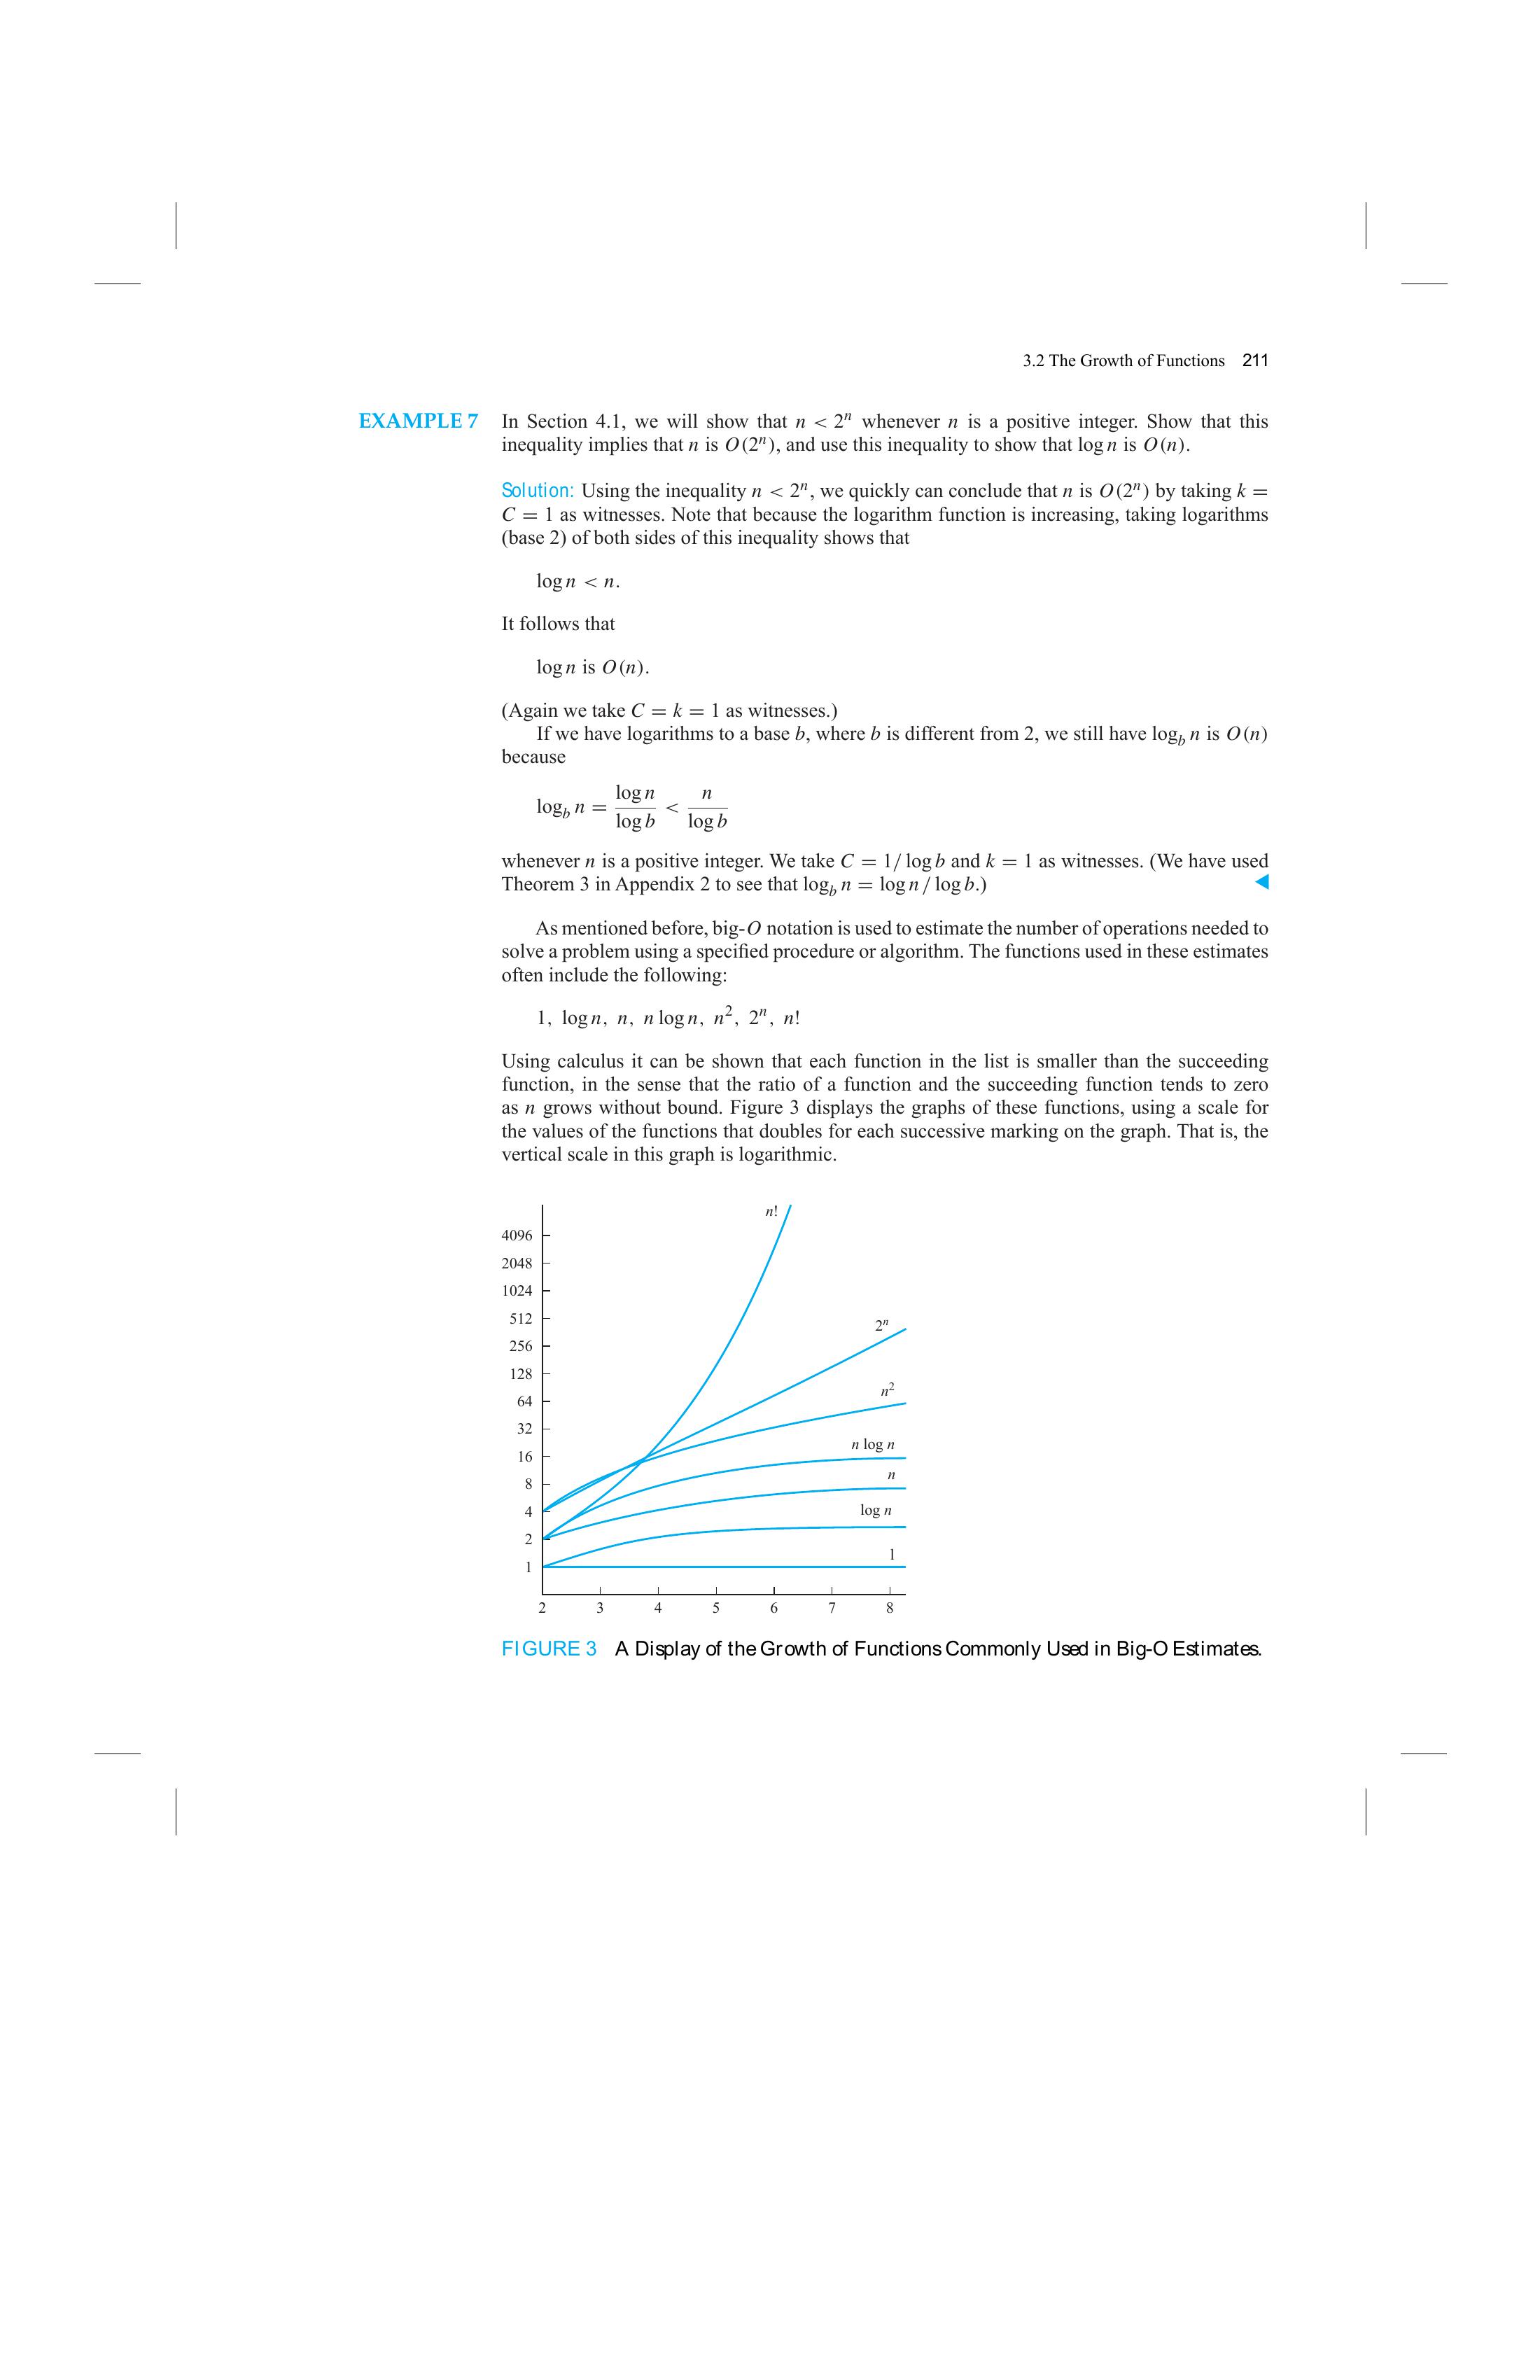 3.2 The Growth of Functions 211
EXAMPLE 7 In Section 4.1, we will show that n < 2ⁿ whenever n is a positive integer. Show that this
inequality implies that n is O(2ⁿ), and use this inequality to show that log n is O(n).
Solution: Using the inequality n < 2ⁿ, we quickly can conclude that n is O(2ⁿ) by taking k =
C = 1 as witnesses. Note that because the logarithm function is increasing, taking logarithms
(base 2) of both sides of this inequality shows that
log n < n.
It follows that
log n is O(n).
(Again we take C = k = 1 as witnesses.)
If we have logarithms to a base b, where b is different from 2, we still have log_b n is O(n)
because
log_b n = log n / log b < n / log b
whenever n is a positive integer. We take C = 1/ log b and k = 1 as witnesses. (We have used
Theorem 3 in Appendix 2 to see that log_b n = log n / log b.)
As mentioned before, big-O notation is used to estimate the number of operations needed to
solve a problem using a specified procedure or algorithm. The functions used in these estimates
often include the following:
1, log n, n, n log n, n², 2ⁿ, n!
Using calculus it can be shown that each function in the list is smaller than the succeeding
function, in the sense that the ratio of a function and the succeeding function tends to zero
as n grows without bound. Figure 3 displays the graphs of these functions, using a scale for
the values of the functions that doubles for each successive marking on the graph. That is, the
vertical scale in this graph is logarithmic.
n!
4096
2048
1024
512
2ⁿ
256
128
n²
64
32
n log n
16
n
8
log n
4
2
1
1
2 3 4 5 6 7 8
FIGURE 3 A Display of the Growth of Functions Commonly Used in Big-O Estimates.